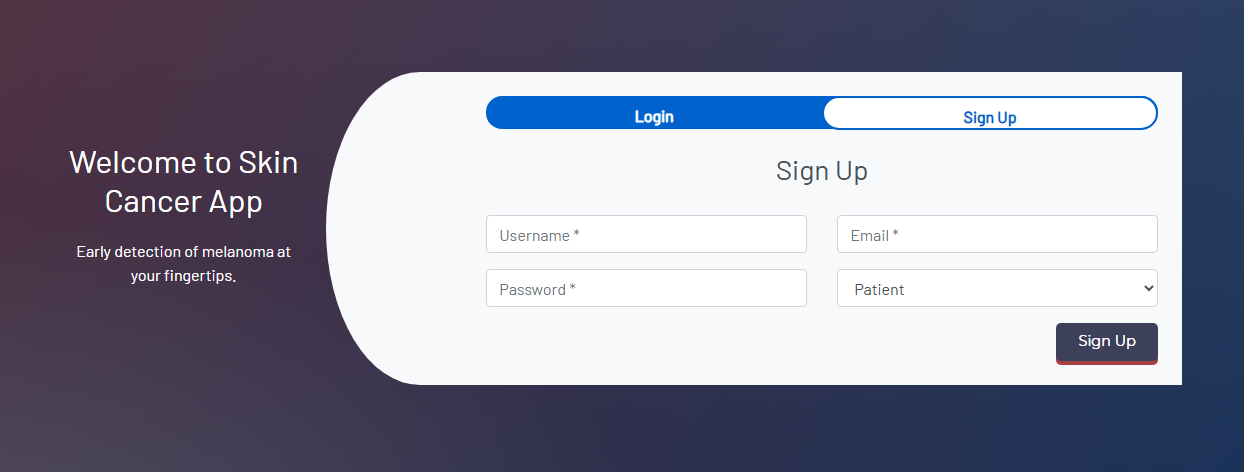 Welcome to Skin
Cancer App
Early detection of melanoma at
your fingertips.
Login
Sign Up
Sign Up
Username *
Email *
Password *
Patient
Sign Up